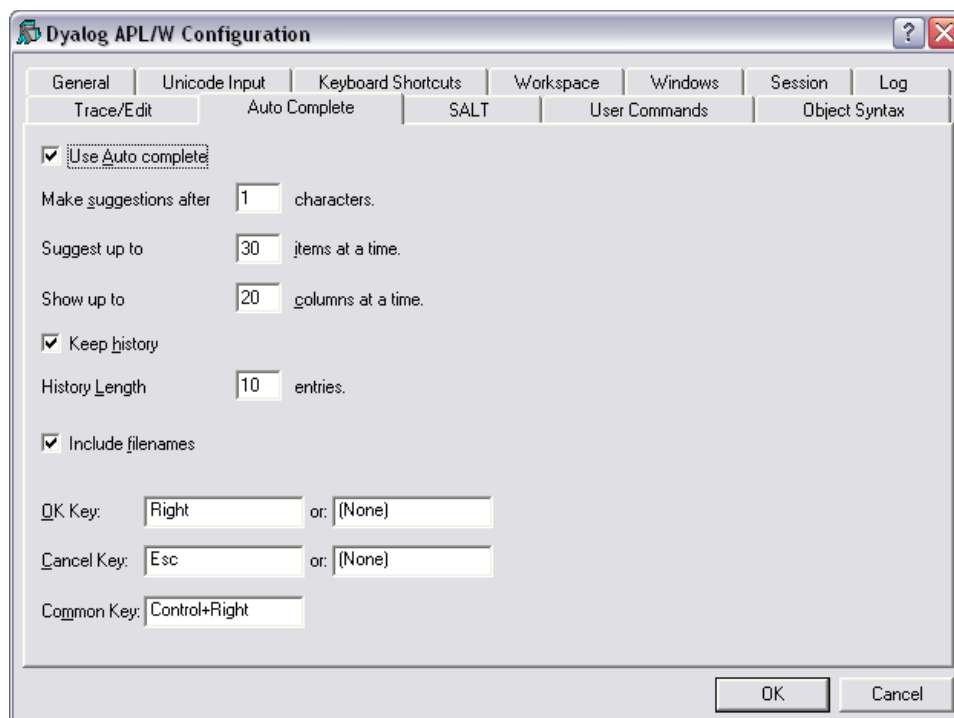 Dyalog APL/W Configuration
General Unicode Input Keyboard Shortcuts Workspace Windows Session Log
Trace/Edit Auto Complete SALT User Commands Object Syntax
Use Auto complete
Make suggestions after 1 characters.
Suggest up to 30 items at a time.
Show up to 20 columns at a time.
Keep history
History Length 10 entries.
Include filenames
OK Key: Right or: (None)
Cancel Key: Esc or: (None)
Common Key: Control+Right
OK Cancel